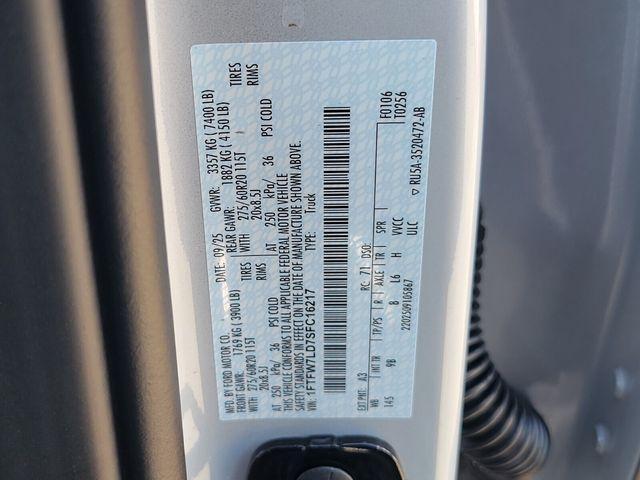 MFD. BY FORD MOTOR CO.
DATE: 09/25 GVWR: 3357 KG (7400 LB)
FRONT GAWR: 1769 KG (3900 LB) REAR GAWR: 1882 KG (4150 LB)
275/60R20 115T WITH 275/60R20 115T TIRES
20x8.5J RIMS 20x8.5J RIMS
AT 250 kPa/ 36 PSI COLD AT 250 kPa/ 36 PSI COLD
THIS VEHICLE CONFORMS TO ALL APPLICABLE FEDERAL MOTOR VEHICLE
SAFETY STANDARDS IN EFFECT ON THE DATE OF MANUFACTURE SHOWN ABOVE.
VIN: 1FTFW7LD7SFC16217 TYPE: Truck
F0106
T0256
EXT PNT: A3 RC: 71 DSO:
WB INT TR TP/PS R AXLE TR SPR
145 9B B L6 H VVCC
ULC
2202509105867
▽ RU5A-3520472-AB